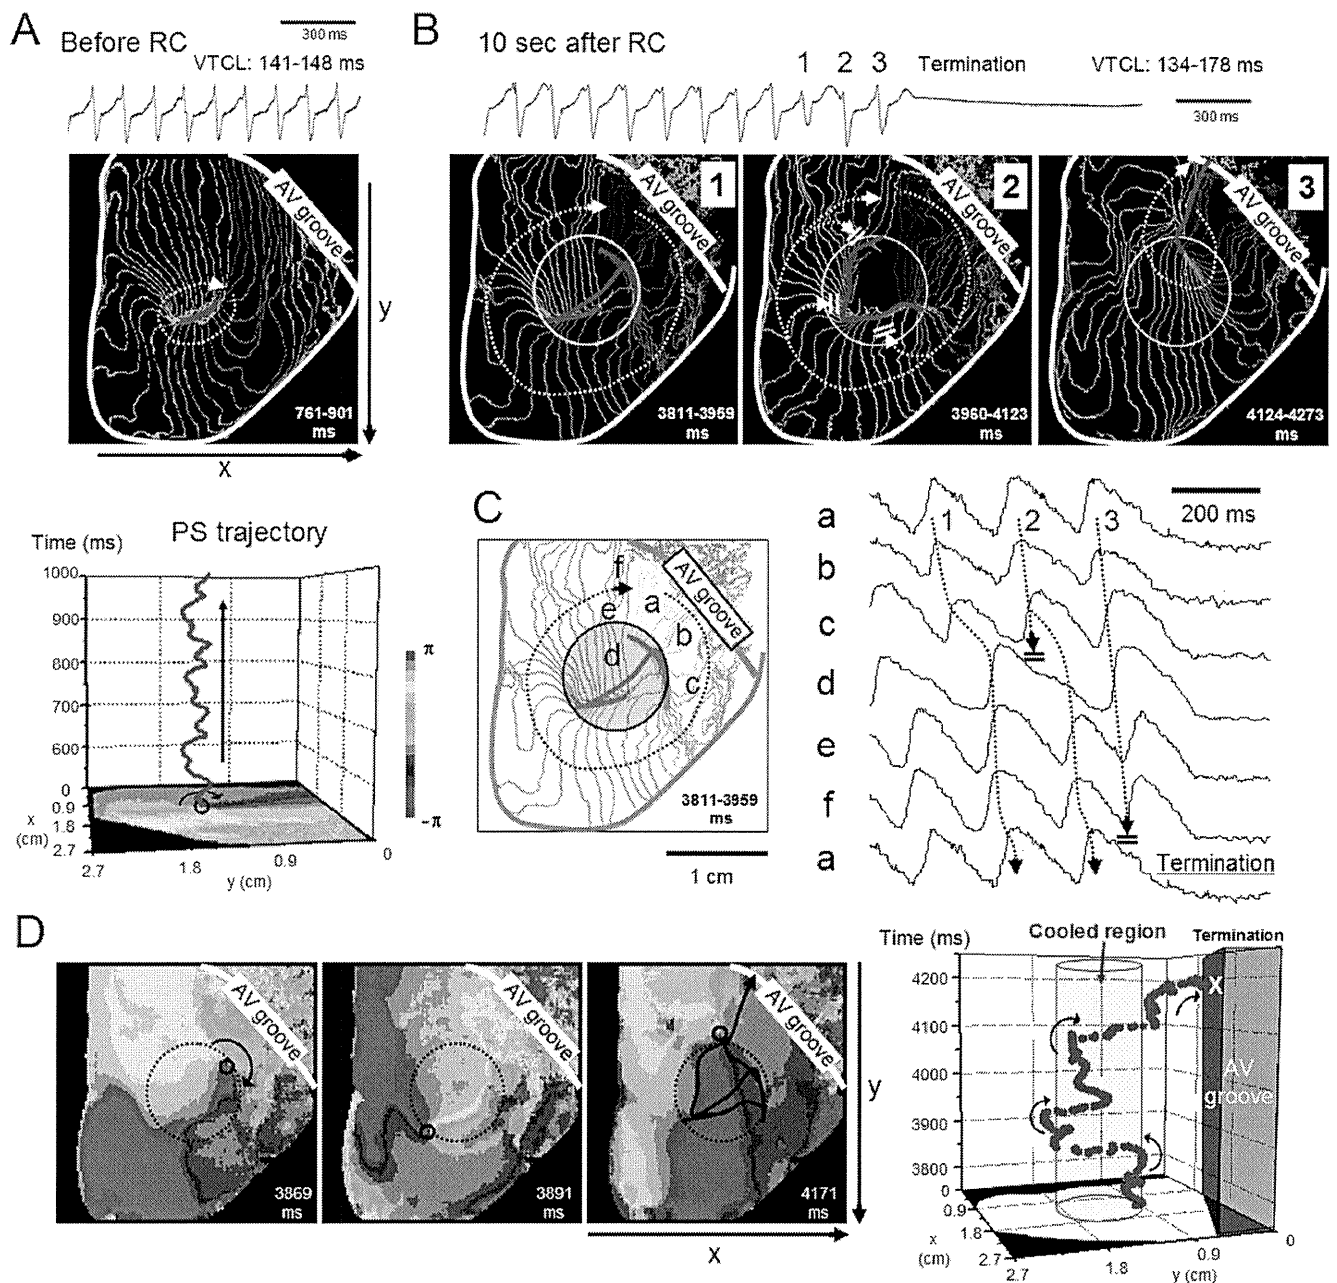 A
Before RC
300 ms
VTCL: 141-148 ms
AV groove
761-901
ms
y
x
B
10 sec after RC
1 2 3
Termination
VTCL: 134-178 ms
300 ms
1
AV groove
3811-3959
ms
2
AV groove
3960-4123
ms
3
AV groove
4124-4273
ms
PS trajectory
Time (ms)
1000
900
800
700
600
0
0.9
1.8
2.7
x
(cm)
2.7
1.8
0.9
0
y (cm)
π
-π
C
f
e
a
d
b
c
AV groove
3811-3959
ms
1 cm
200 ms
a
b
c
d
e
f
a
1 2 3
Termination
D
AV groove
3869
ms
AV groove
3891
ms
AV groove
4171
ms
x
y
Time (ms)
Cooled region
Termination
X
AV
groove
4200
4100
4000
3900
3800
0
0.9
1.8
2.7
x
(cm)
2.7
1.8
0.9
0
y (cm)